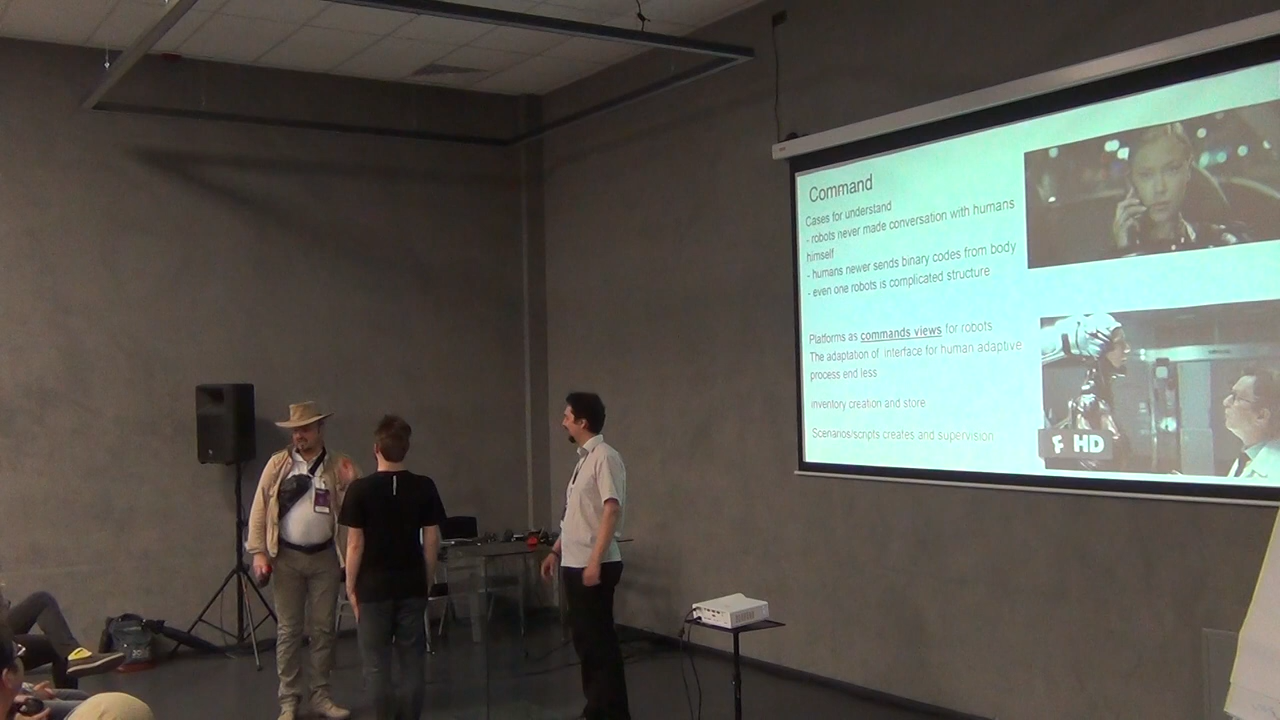 Command
Cases for understand
- robots never made conversation with humans
himself
- humans newer sends binary codes from body
- even one robots is complicated structure
Platforms as commands views for robots
The adaptation of interface for human adaptive
process end less
inventory creation and store
Scenarios/scripts creates and supervision
F HD